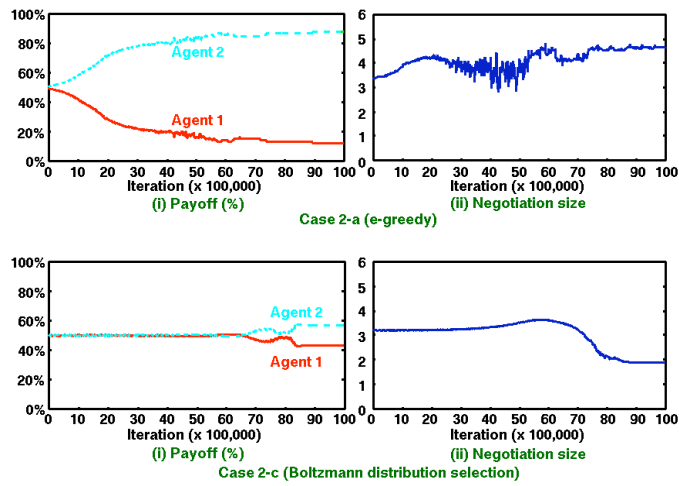 100%
80%
60%
40%
20%
0%
Agent 2
Agent 1
0 10 20 30 40 50 60 70 80 90 100
Iteration (x 100,000)
(i) Payoff (%)
6
5
4
3
2
1
0
0 10 20 30 40 50 60 70 80 90 100
Iteration (x 100,000)
(ii) Negotiation size
Case 2-a (e-greedy)
100%
80%
60%
40%
20%
0%
Agent 2
Agent 1
0 10 20 30 40 50 60 70 80 90 100
Iteration (x 100,000)
(i) Payoff (%)
6
5
4
3
2
1
0
0 10 20 30 40 50 60 70 80 90 100
Iteration (x 100,000)
(ii) Negotiation size
Case 2-c (Boltzmann distribution selection)